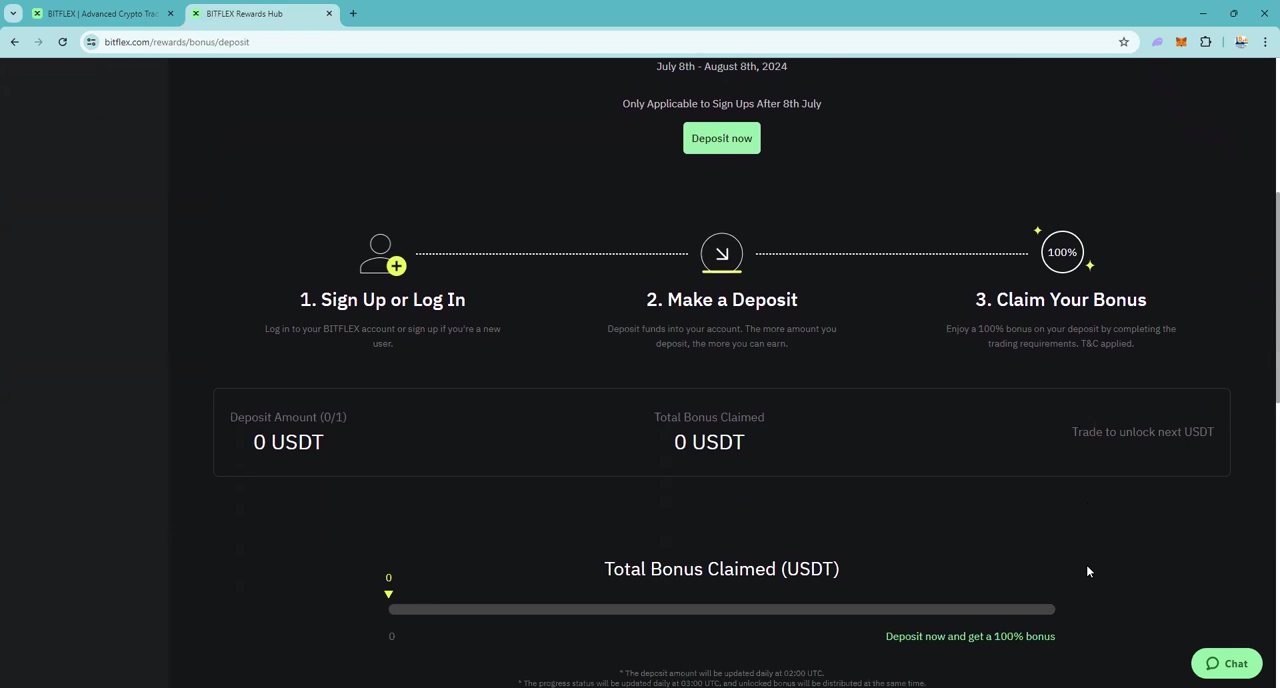 BITFLEX | Advanced Crypto Tra
BITFLEX Rewards Hub
bitflex.com/rewards/bonus/deposit
July 8th - August 8th, 2024
Only Applicable to Sign Ups After 8th July
Deposit now
100%
1. Sign Up or Log In
Log in to your BITFLEX account or sign up if you're a new
user.
2. Make a Deposit
Deposit funds into your account. The more amount you
deposit, the more you can earn.
3. Claim Your Bonus
Enjoy a 100% bonus on your deposit by completing the
trading requirements. T&C applied.
Deposit Amount (0/1)
0 USDT
Total Bonus Claimed
0 USDT
Trade to unlock next USDT
Total Bonus Claimed (USDT)
0
0
Deposit now and get a 100% bonus
* The deposit amount will be updated daily at 02:00 UTC.
* The progress status will be updated daily at 03:00 UTC, and unlocked bonus will be distributed at the same time.
Chat